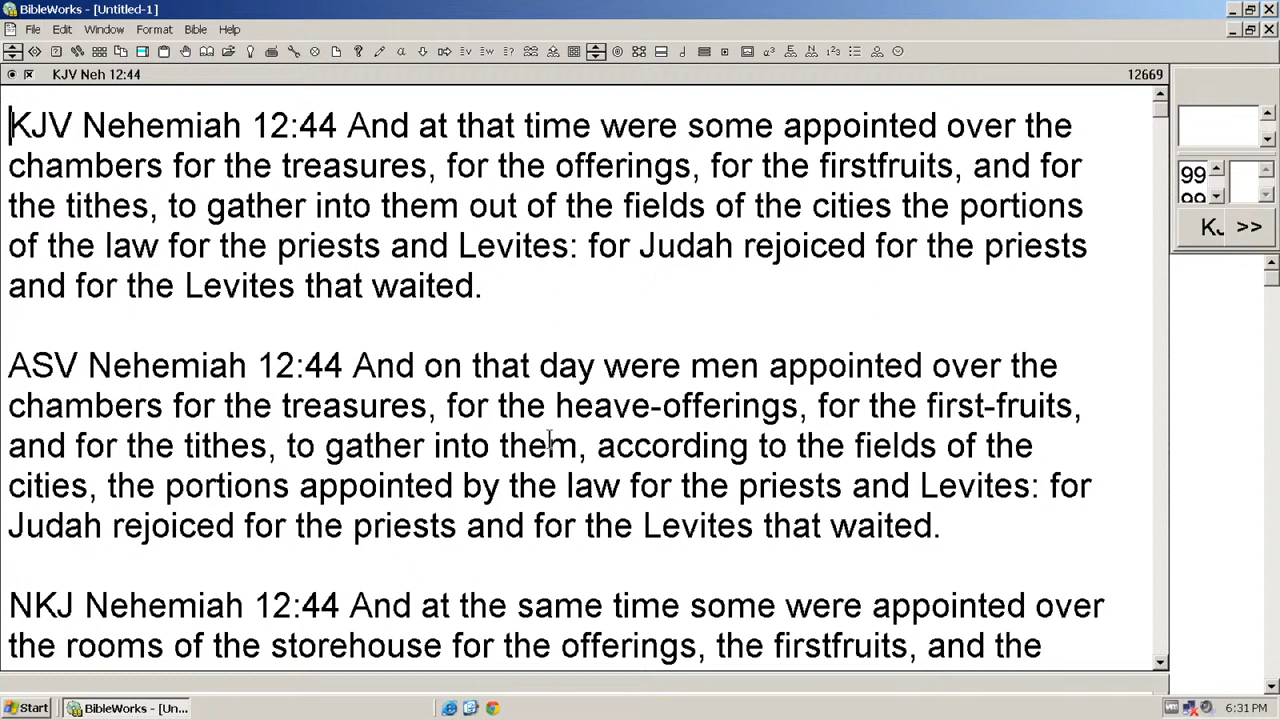 BibleWorks - [Untitled-1]
File Edit Window Format Bible Help
KJV Neh 12:44 12669
KJV Nehemiah 12:44 And at that time were some appointed over the
chambers for the treasures, for the offerings, for the firstfruits, and for
the tithes, to gather into them out of the fields of the cities the portions
of the law for the priests and Levites: for Judah rejoiced for the priests
and for the Levites that waited.
ASV Nehemiah 12:44 And on that day were men appointed over the
chambers for the treasures, for the heave-offerings, for the first-fruits,
and for the tithes, to gather into them, according to the fields of the
cities, the portions appointed by the law for the priests and Levites: for
Judah rejoiced for the priests and for the Levites that waited.
NKJ Nehemiah 12:44 And at the same time some were appointed over
the rooms of the storehouse for the offerings, the firstfruits, and the
99
KJ >>
Start BibleWorks - [Un... 6:31 PM